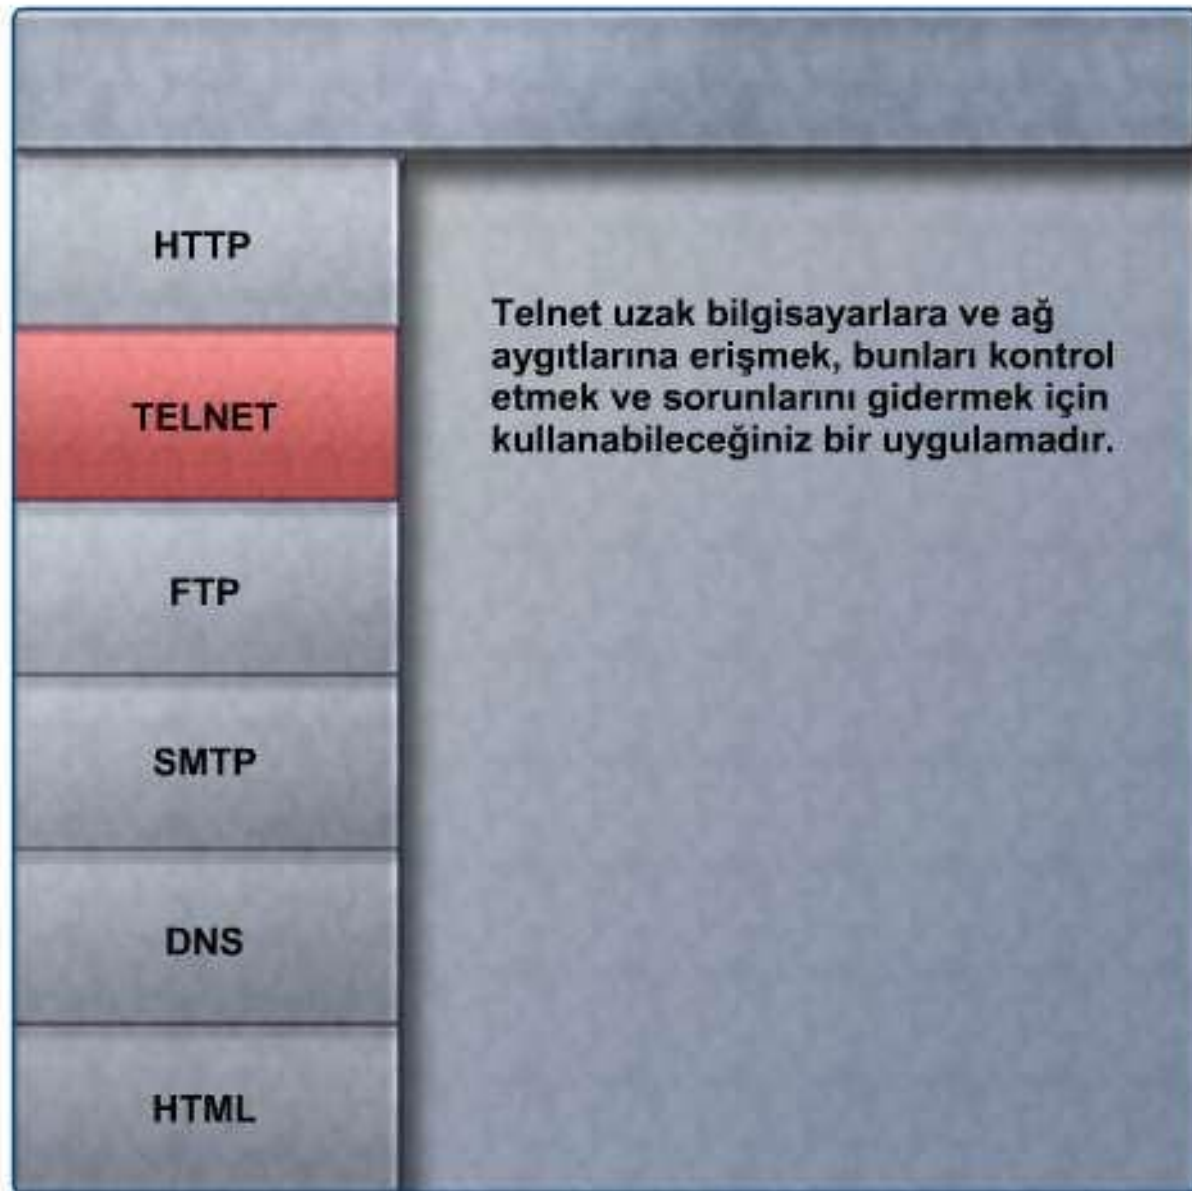 HTTP
TELNET
FTP
SMTP
DNS
HTML
Telnet uzak bilgisayarlara ve ağ
aygıtlarına erişmek, bunları kontrol
etmek ve sorunlarını gidermek için
kullanabileceğiniz bir uygulamadır.